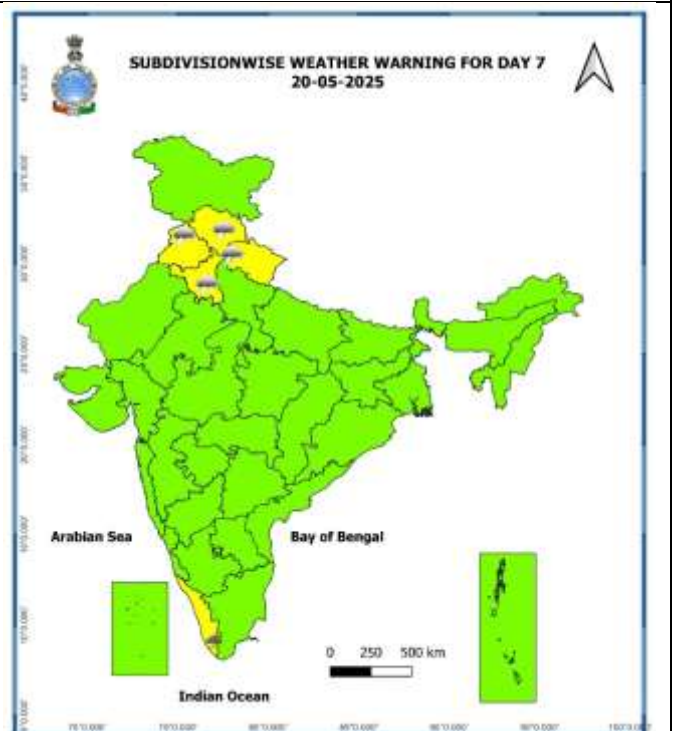 SUBDIVISIONWISE WEATHER WARNING FOR DAY 7
20-05-2025
Arabian Sea
Bay of Bengal
0 250 500 km
Indian Ocean